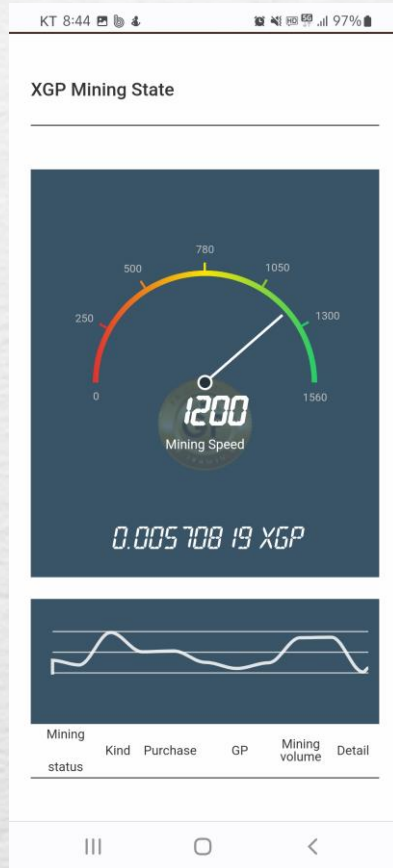 KT 8:44
97%
XGP Mining State
780
500
1050
250
1300
0
1560
1200
Mining Speed
0.00570819 XGP
Mining status
Kind
Purchase
GP
Mining volume
Detail